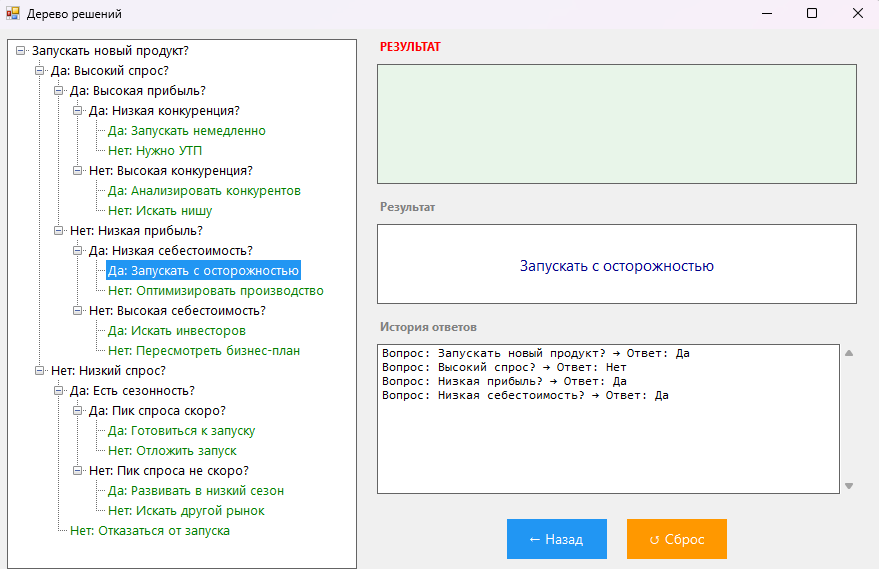 Дерево решений
Запускать новый продукт?
Да: Высокий спрос?
Да: Высокая прибыль?
Да: Низкая конкуренция?
Да: Запускать немедленно
Нет: Нужно УТП
Нет: Высокая конкуренция?
Да: Анализировать конкурентов
Нет: Искать нишу
Нет: Низкая прибыль?
Да: Низкая себестоимость?
Да: Запускать с осторожностью
Нет: Оптимизировать производство
Нет: Высокая себестоимость?
Да: Искать инвесторов
Нет: Пересмотреть бизнес-план
Нет: Низкий спрос?
Да: Есть сезонность?
Да: Пик спроса скоро?
Да: Готовиться к запуску
Нет: Отложить запуск
Нет: Пик спроса не скоро?
Да: Развивать в низкий сезон
Нет: Искать другой рынок
Нет: Отказаться от запуска
РЕЗУЛЬТАТ
Результат
Запускать с осторожностью
История ответов
Вопрос: Запускать новый продукт? → Ответ: Да
Вопрос: Высокий спрос? → Ответ: Нет
Вопрос: Низкая прибыль? → Ответ: Да
Вопрос: Низкая себестоимость? → Ответ: Да
← Назад
↺ Сброс